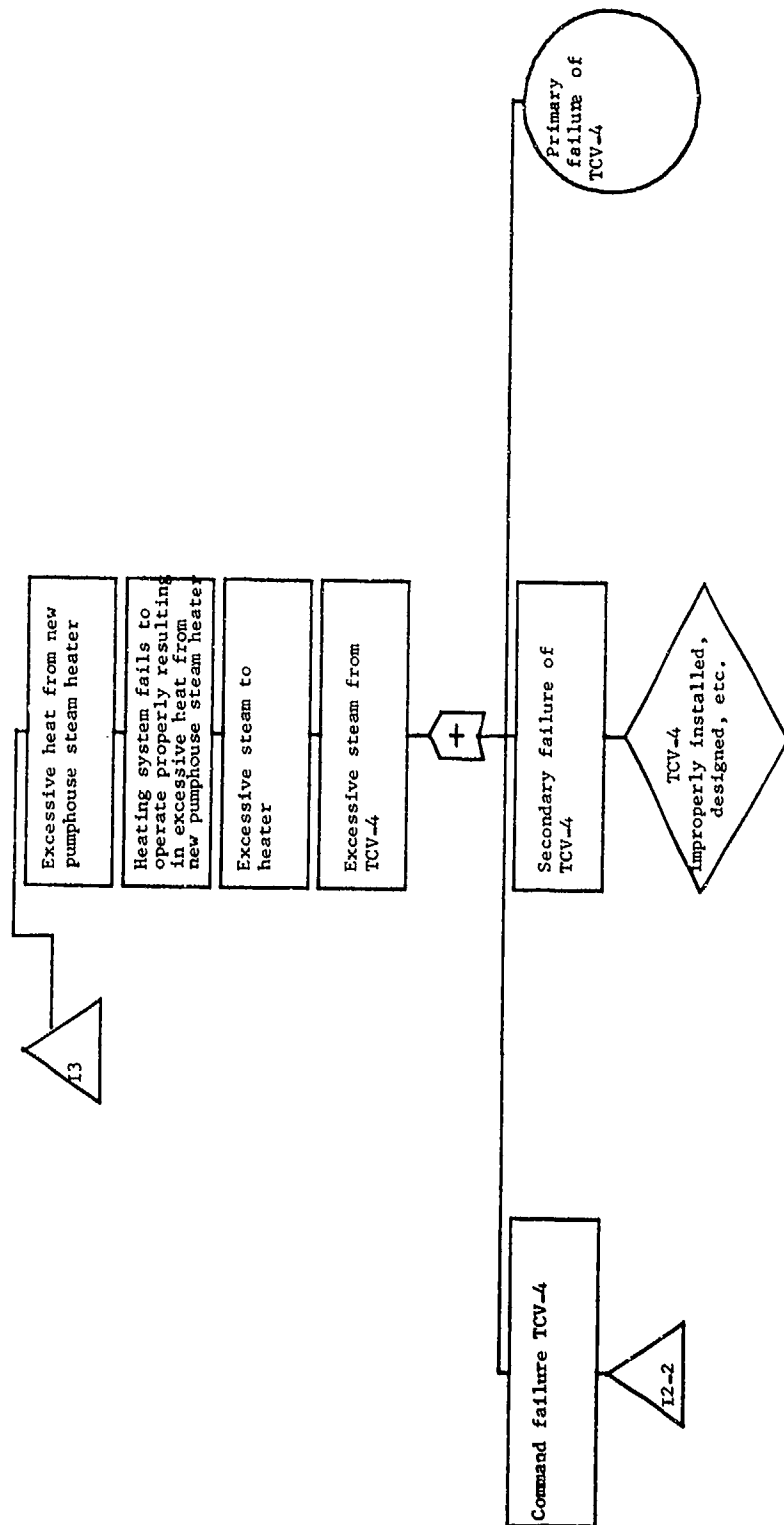 I3
Excessive heat from new
pumphouse steam heater
Heating system fails to
operate properly resulting
in excessive heat from
new pumphouse steam heater
Excessive steam to
heater
Excessive steam from
TCV-4
+
Command failure TCV-4
I2-2
Secondary failure of
TCV-4
TCV-4
improperly installed,
designed, etc.
Primary
failure of
TCV-4